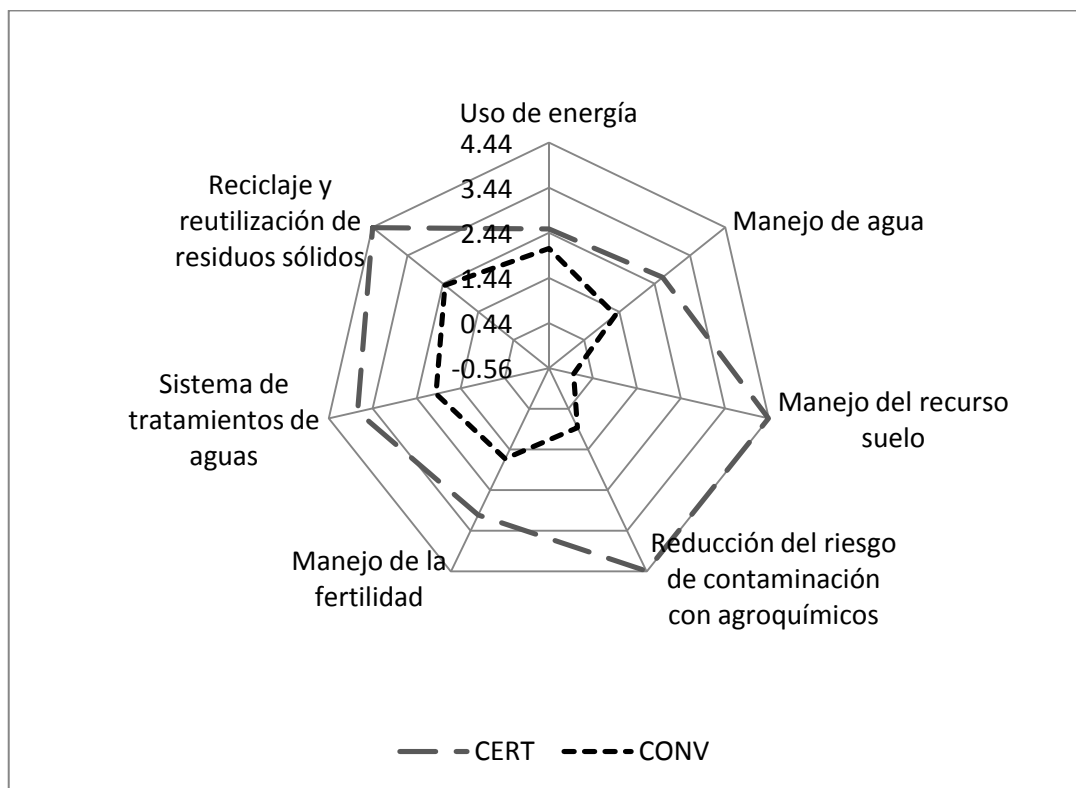 Uso de energía
4.44
3.44
2.44
1.44
0.44
-0.56
Manejo de agua
Manejo del recurso
suelo
Reducción del riesgo
de contaminación
con agroquímicos
Manejo de la
fertilidad
Sistema de
tratamientos de
aguas
Reciclaje y
reutilización de
residuos sólidos
CERT
CONV